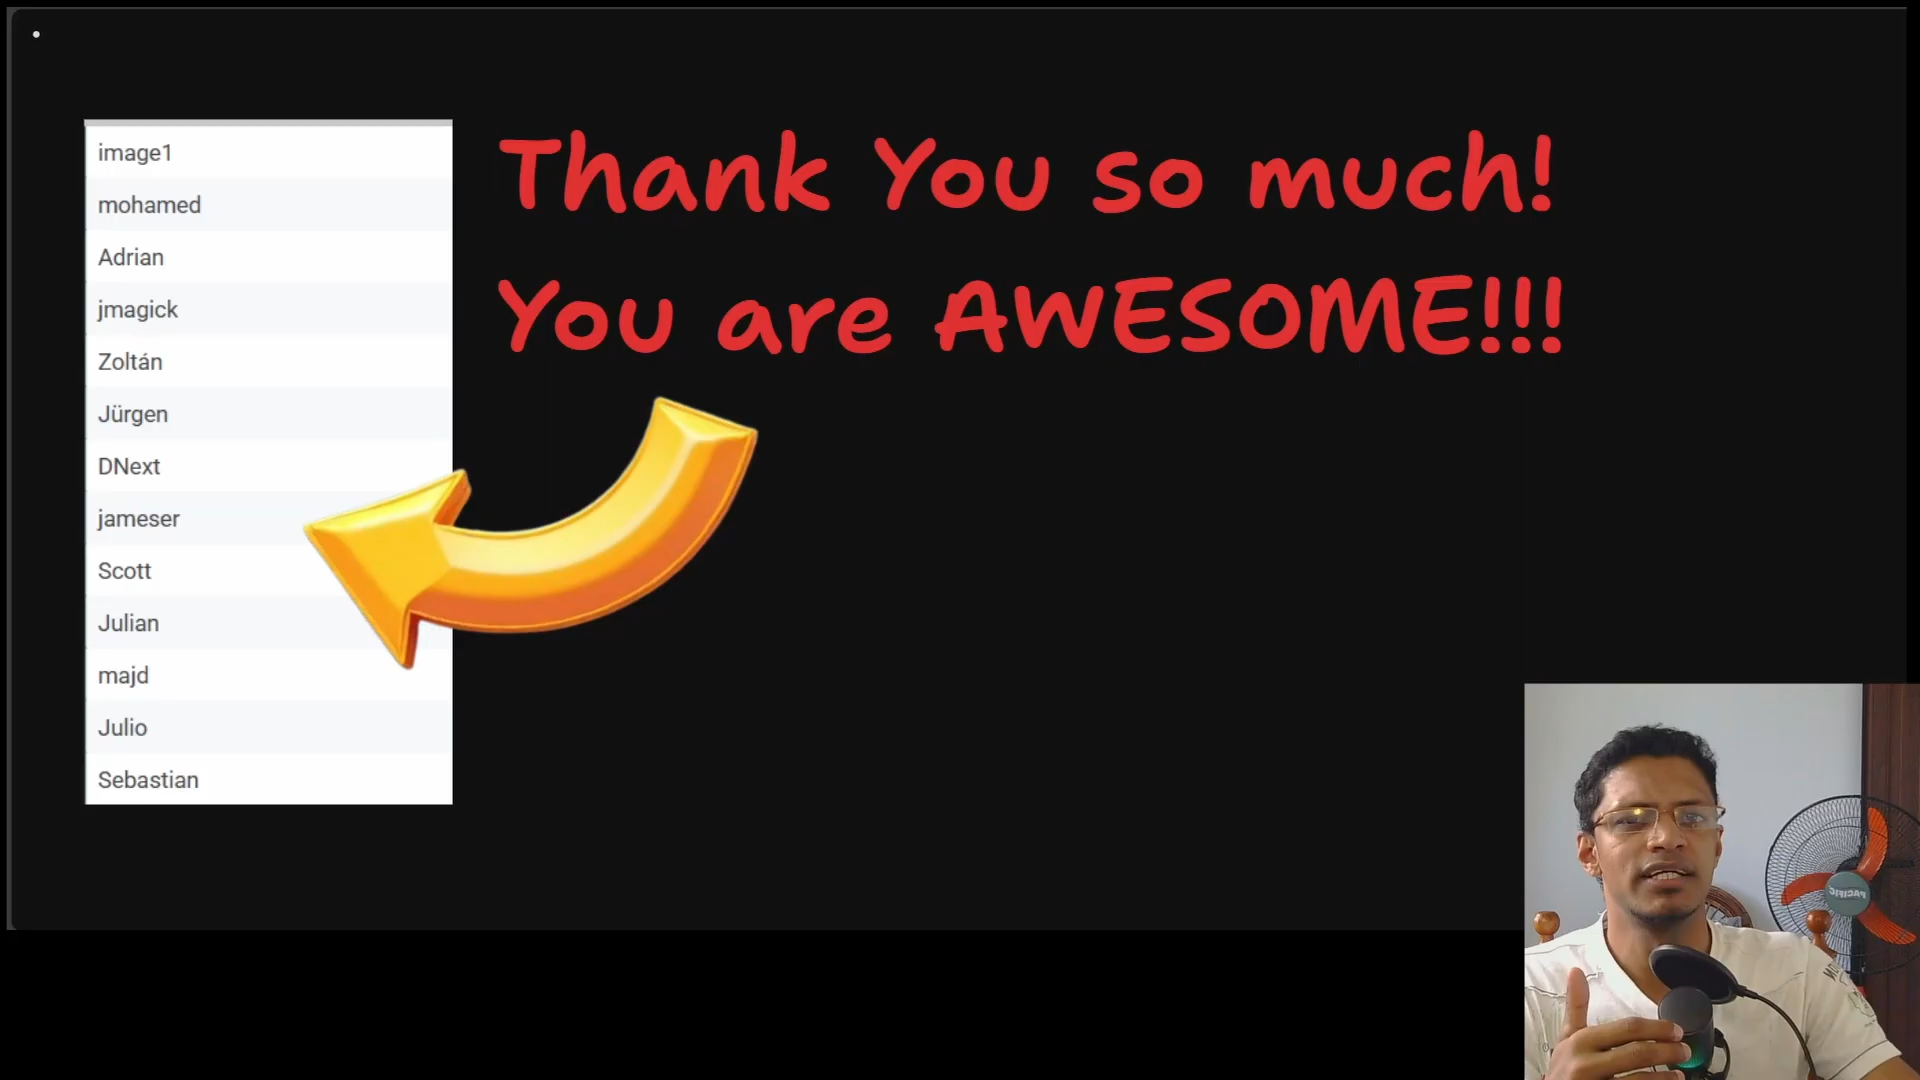 image1
mohamed
Adrian
jmagick
Zoltán
Jürgen
DNext
jameser
Scott
Julian
majd
Julio
Sebastian
Thank You so much!
You are AWESOME!!!
PACIFIC